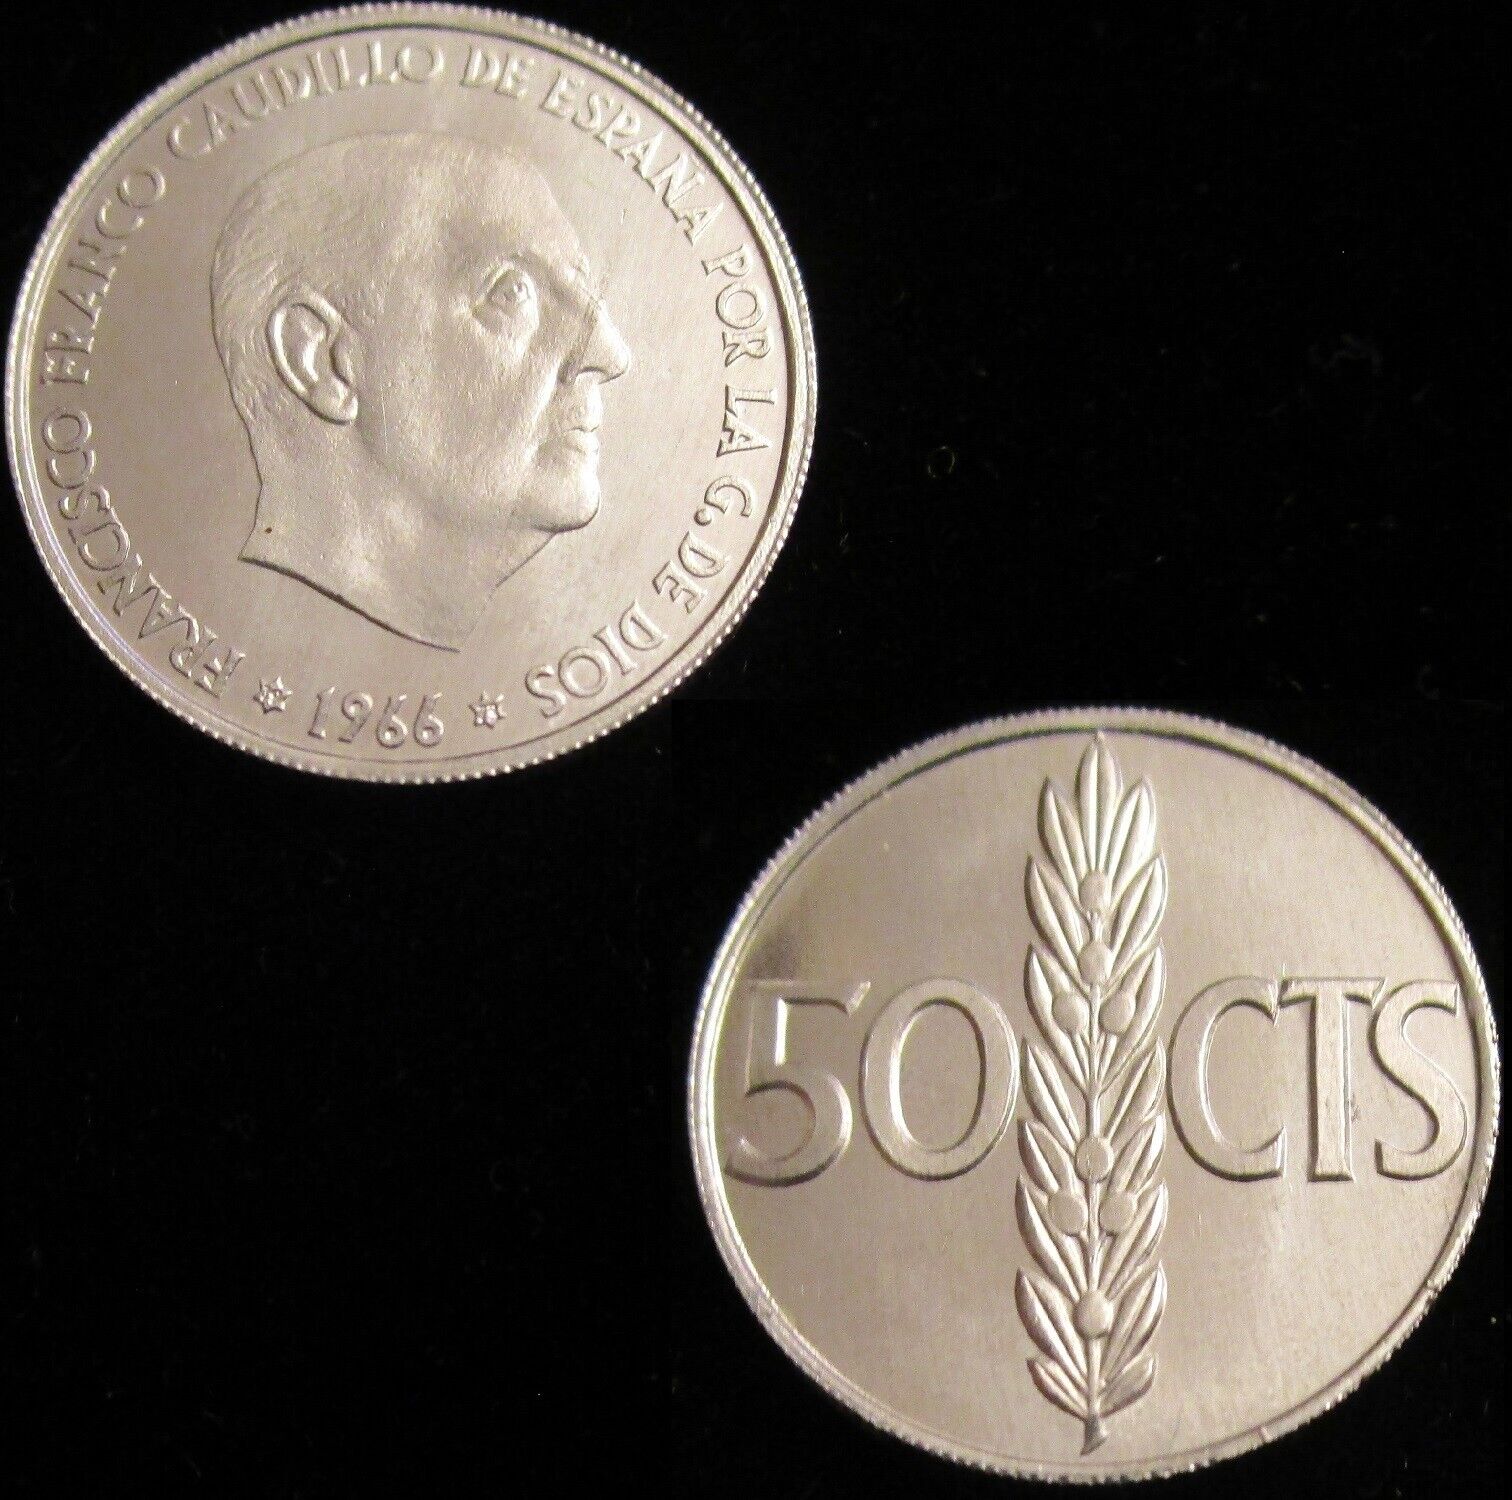 FRANCISCO FRANCO CAUDILLO DE ESPAÑA POR LA G. DE DIOS
* 1966 *
50 CTS